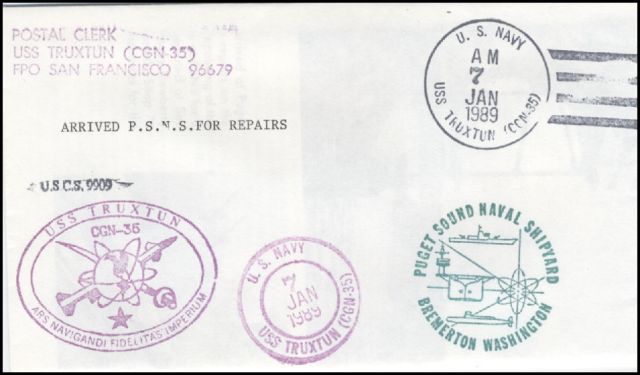 POSTAL CLERK
USS TRUXTUN (CGN-35)
FPO SAN FRANCISCO 96679
U. S. NAVY
AM
7
JAN
1989
USS TRUXTUN (CGN-35)
ARRIVED P.S.N.S.FOR REPAIRS
U.S.C.S. 9909
USS TRUXTUN
CGN-35
ARS NAVIGANDI FIDELITAS IMPERIUM
U. S. NAVY
7
JAN
1989
USS TRUXTUN (CGN-35)
PUGET SOUND NAVAL SHIPYARD
BREMERTON WASHINGTON